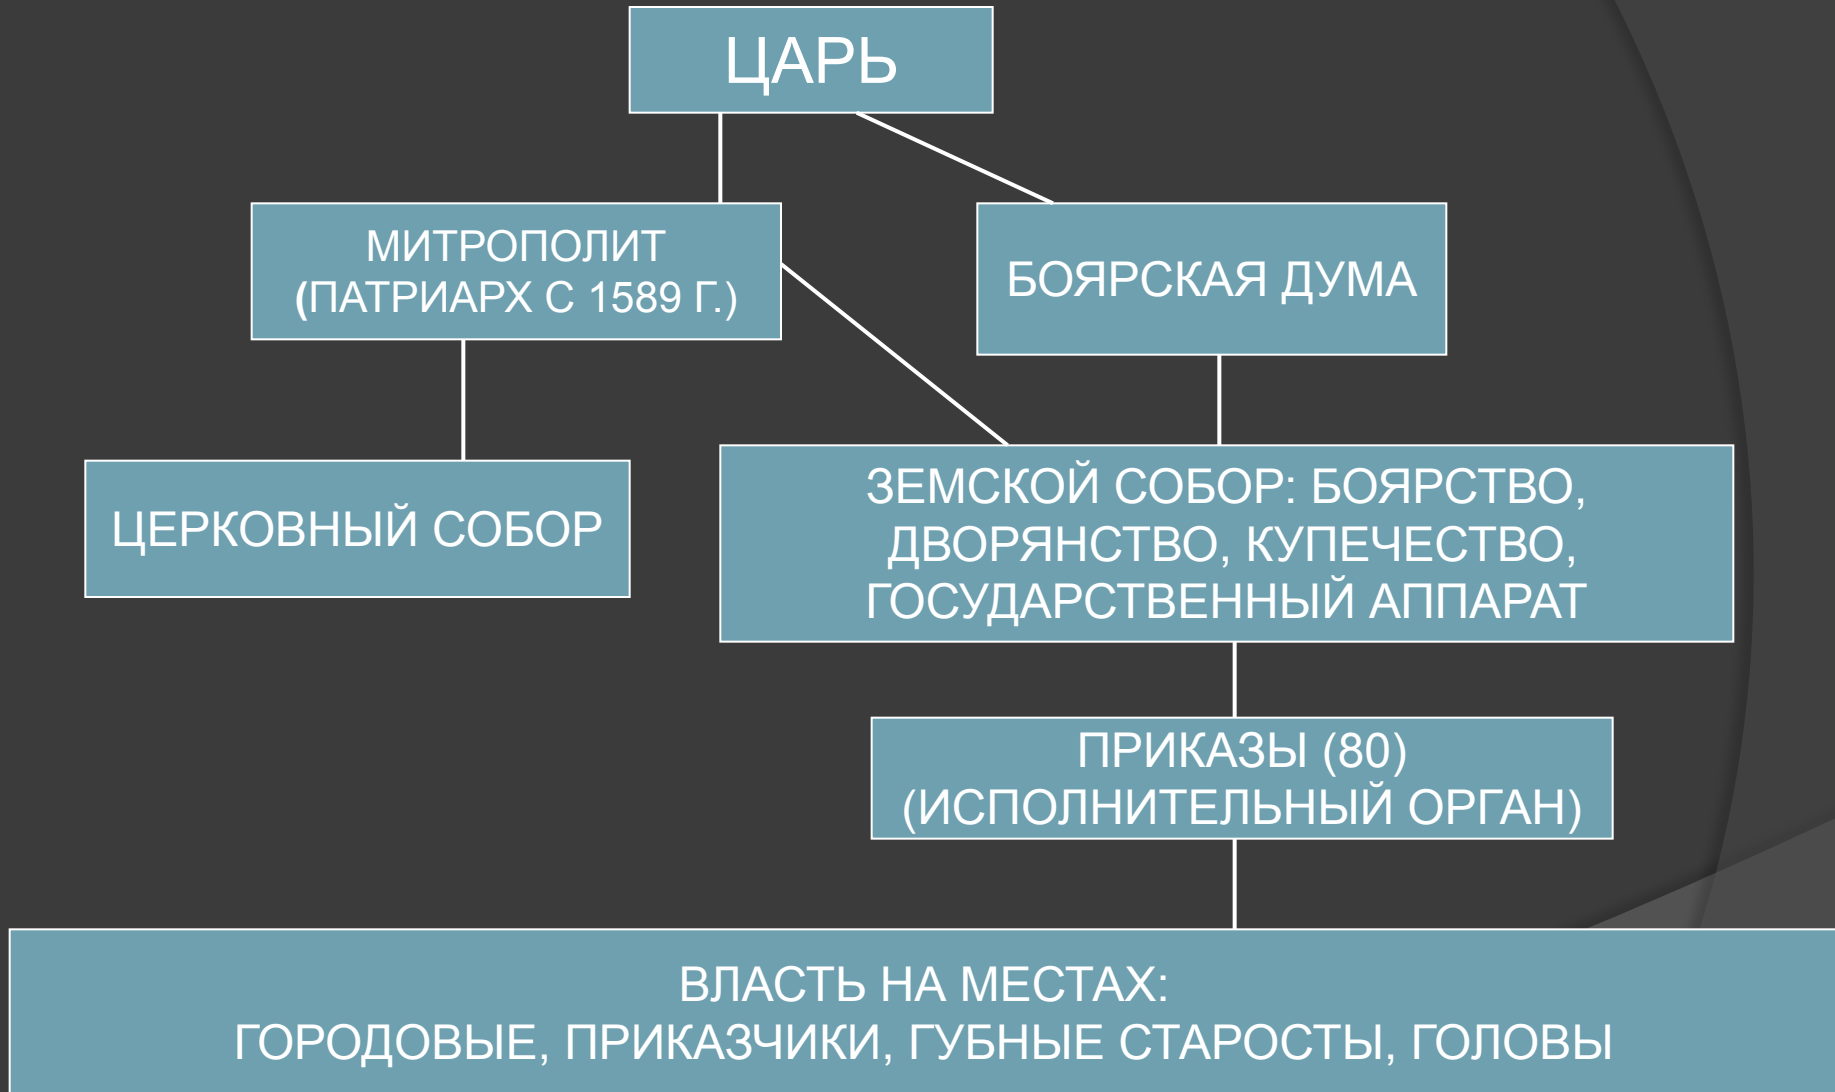 ЦАРЬ
МИТРОПОЛИТ
(ПАТРИАРХ С 1589 Г.)
БОЯРСКАЯ ДУМА
ЦЕРКОВНЫЙ СОБОР
ЗЕМСКОЙ СОБОР: БОЯРСТВО,
ДВОРЯНСТВО, КУПЕЧЕСТВО,
ГОСУДАРСТВЕННЫЙ АППАРАТ
ПРИКАЗЫ (80)
(ИСПОЛНИТЕЛЬНЫЙ ОРГАН)
ВЛАСТЬ НА МЕСТАХ:
ГОРОДОВЫЕ, ПРИКАЗЧИКИ, ГУБНЫЕ СТАРОСТЫ, ГОЛОВЫ